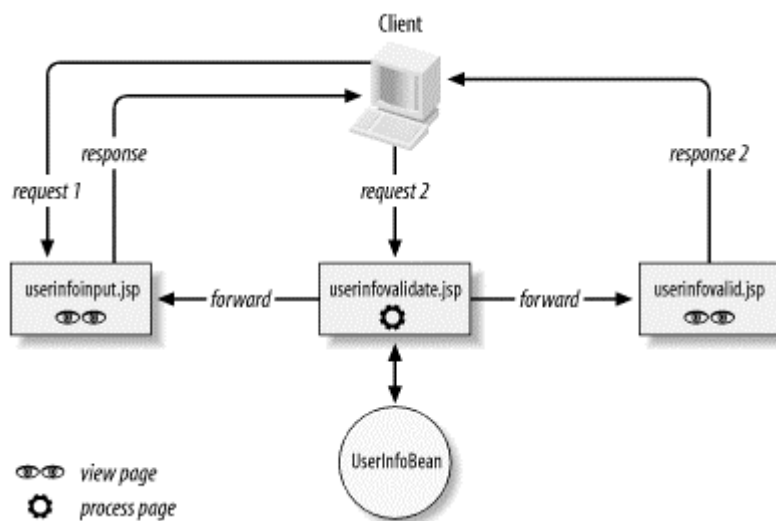 Client
response
response 2
request 1
request 2
userinfoinput.jsp
forward
userinfovalidate.jsp
forward
userinfovalid.jsp
UserInfoBean
view page
process page